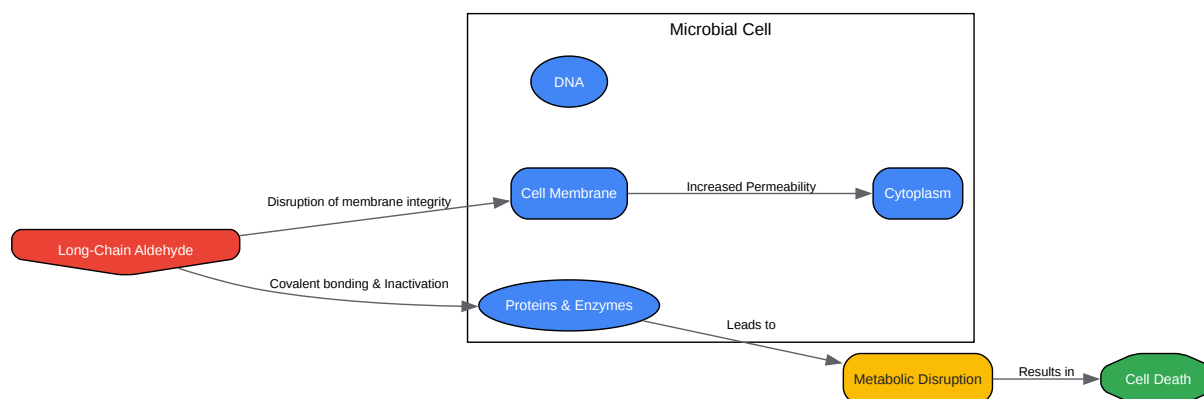 Microbial Cell
DNA
Disruption of membrane integrity
Cell Membrane
Increased Permeability
Cytoplasm
Long-Chain Aldehyde
Covalent bonding & Inactivation
Proteins & Enzymes
Leads to
Metabolic Disruption
Results in
Cell Death